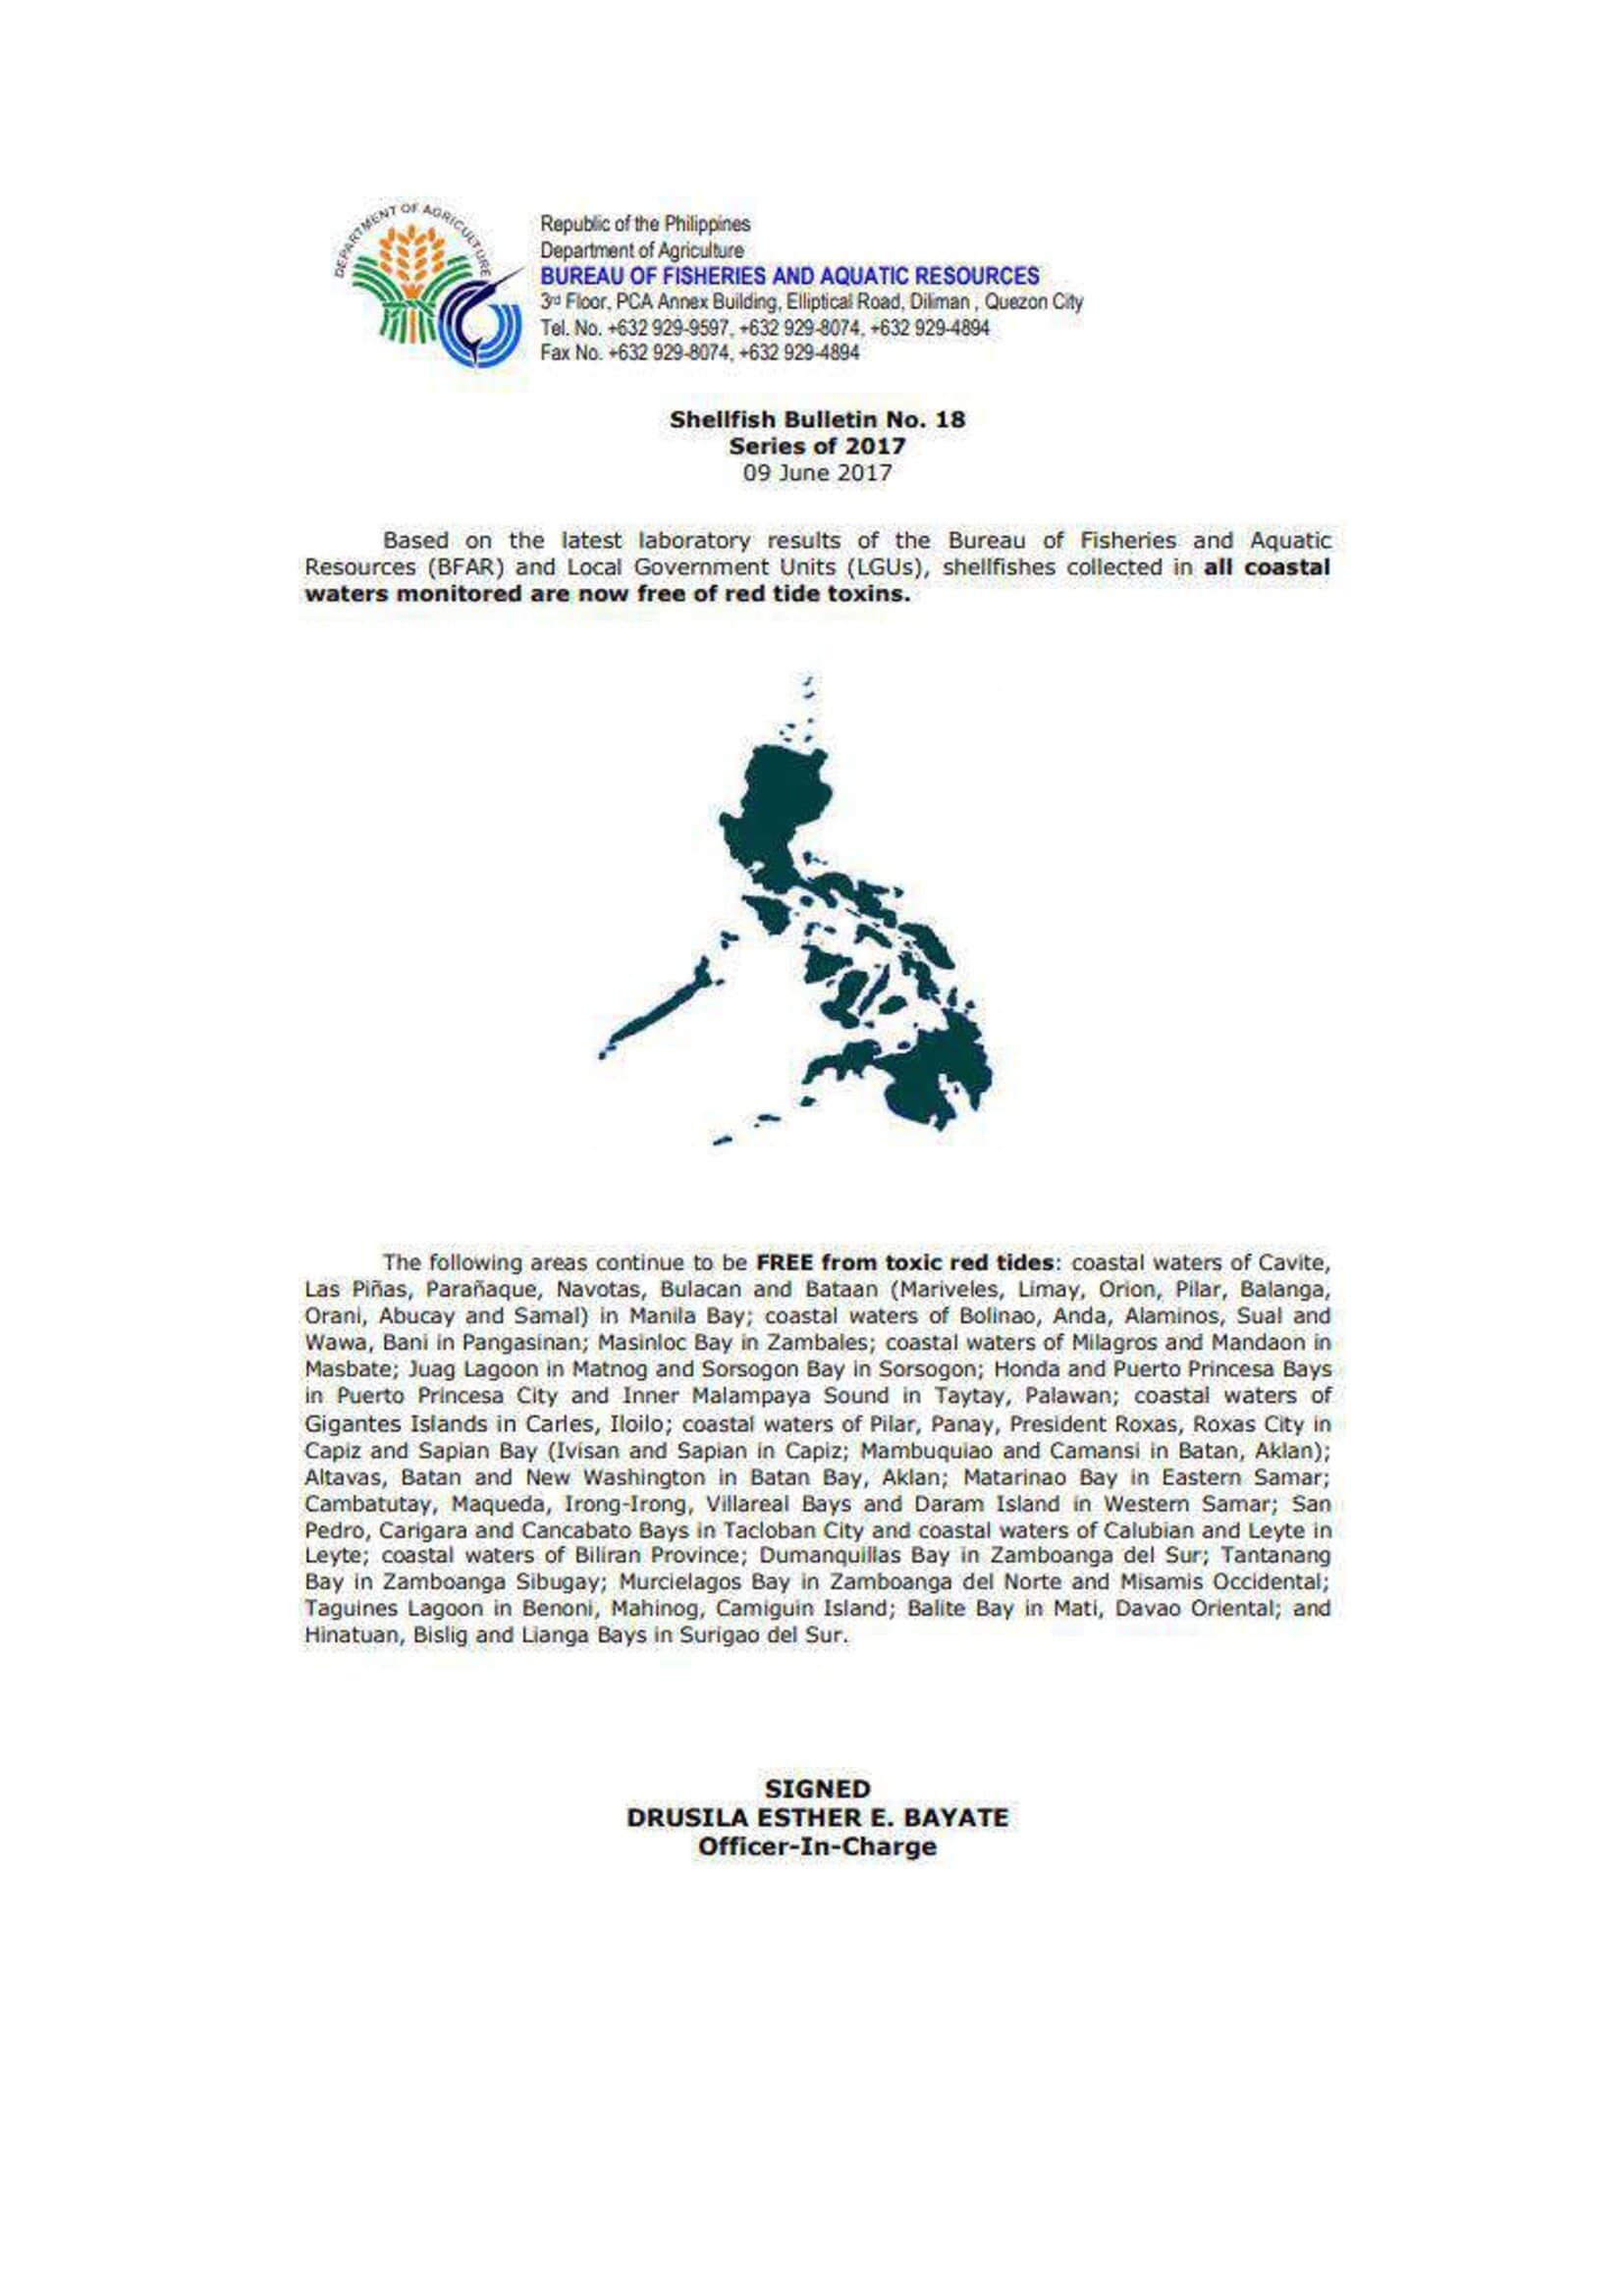 DEPARTMENT OF AGRICULTURE
Republic of the Philippines
Department of Agriculture
BUREAU OF FISHERIES AND AQUATIC RESOURCES
3rd Floor, PCA Annex Building, Elliptical Road, Diliman , Quezon City
Tel. No. +632 929-9597, +632 929-8074, +632 929-4894
Fax No. +632 929-8074, +632 929-4894
Shellfish Bulletin No. 18
Series of 2017
09 June 2017
Based on the latest laboratory results of the Bureau of Fisheries and Aquatic
Resources (BFAR) and Local Government Units (LGUs), shellfishes collected in all coastal
waters monitored are now free of red tide toxins.
The following areas continue to be FREE from toxic red tides: coastal waters of Cavite,
Las Piñas, Parañaque, Navotas, Bulacan and Bataan (Mariveles, Limay, Orion, Pilar, Balanga,
Orani, Abucay and Samal) in Manila Bay; coastal waters of Bolinao, Anda, Alaminos, Sual and
Wawa, Bani in Pangasinan; Masinloc Bay in Zambales; coastal waters of Milagros and Mandaon in
Masbate; Juag Lagoon in Matnog and Sorsogon Bay in Sorsogon; Honda and Puerto Princesa Bays
in Puerto Princesa City and Inner Malampaya Sound in Taytay, Palawan; coastal waters of
Gigantes Islands in Carles, Iloilo; coastal waters of Pilar, Panay, President Roxas, Roxas City in
Capiz and Sapian Bay (Ivisan and Sapian in Capiz; Mambuquiao and Camansi in Batan, Aklan);
Altavas, Batan and New Washington in Batan Bay, Aklan; Matarinao Bay in Eastern Samar;
Cambatutay, Maqueda, Irong-Irong, Villareal Bays and Daram Island in Western Samar; San
Pedro, Carigara and Cancabato Bays in Tacloban City and coastal waters of Calubian and Leyte in
Leyte; coastal waters of Biliran Province; Dumanquillas Bay in Zamboanga del Sur; Tantanang
Bay in Zamboanga Sibugay; Murcielagos Bay in Zamboanga del Norte and Misamis Occidental;
Taguines Lagoon in Benoni, Mahinog, Camiguin Island; Balite Bay in Mati, Davao Oriental; and
Hinatuan, Bislig and Lianga Bays in Surigao del Sur.
SIGNED
DRUSILA ESTHER E. BAYATE
Officer-In-Charge